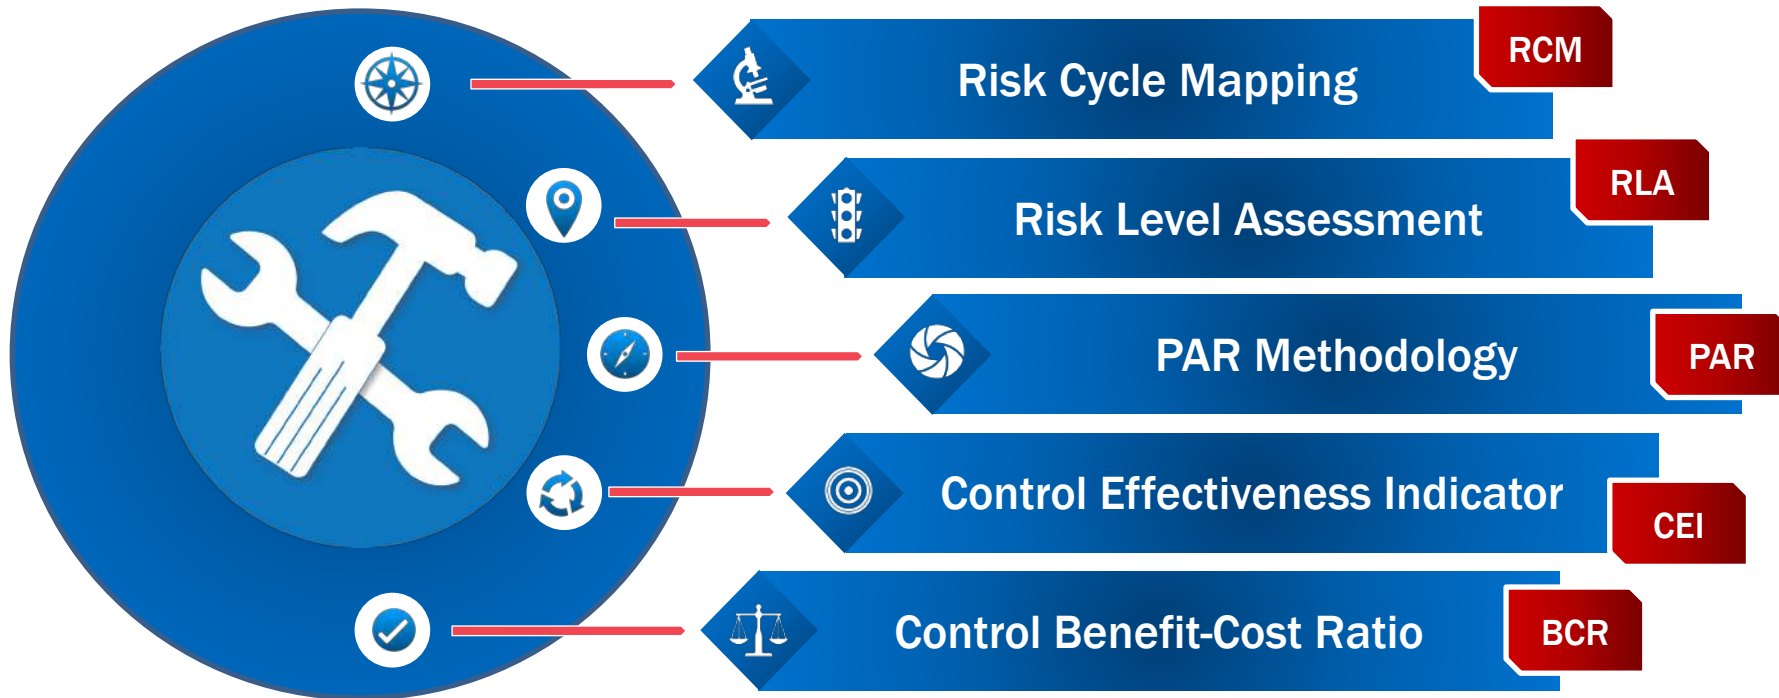 Risk Cycle Mapping
RCM
Risk Level Assessment
RLA
PAR Methodology
PAR
Control Effectiveness Indicator
CEI
Control Benefit-Cost Ratio
BCR